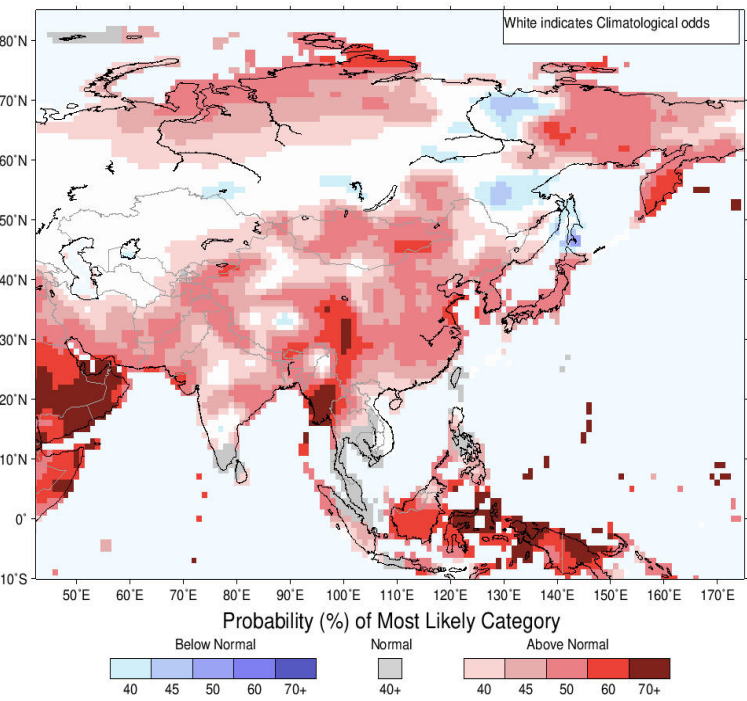 White indicates Climatological odds
80˚N
70˚N
60˚N
50˚N
40˚N
30˚N
20˚N
10˚N
0˚
10˚S
50˚E 60˚E 70˚E 80˚E 90˚E 100˚E 110˚E 120˚E 130˚E 140˚E 150˚E 160˚E 170˚E
Probability (%) of Most Likely Category
Below Normal Normal Above Normal
40 45 50 60 70+ 40+ 40 45 50 60 70+